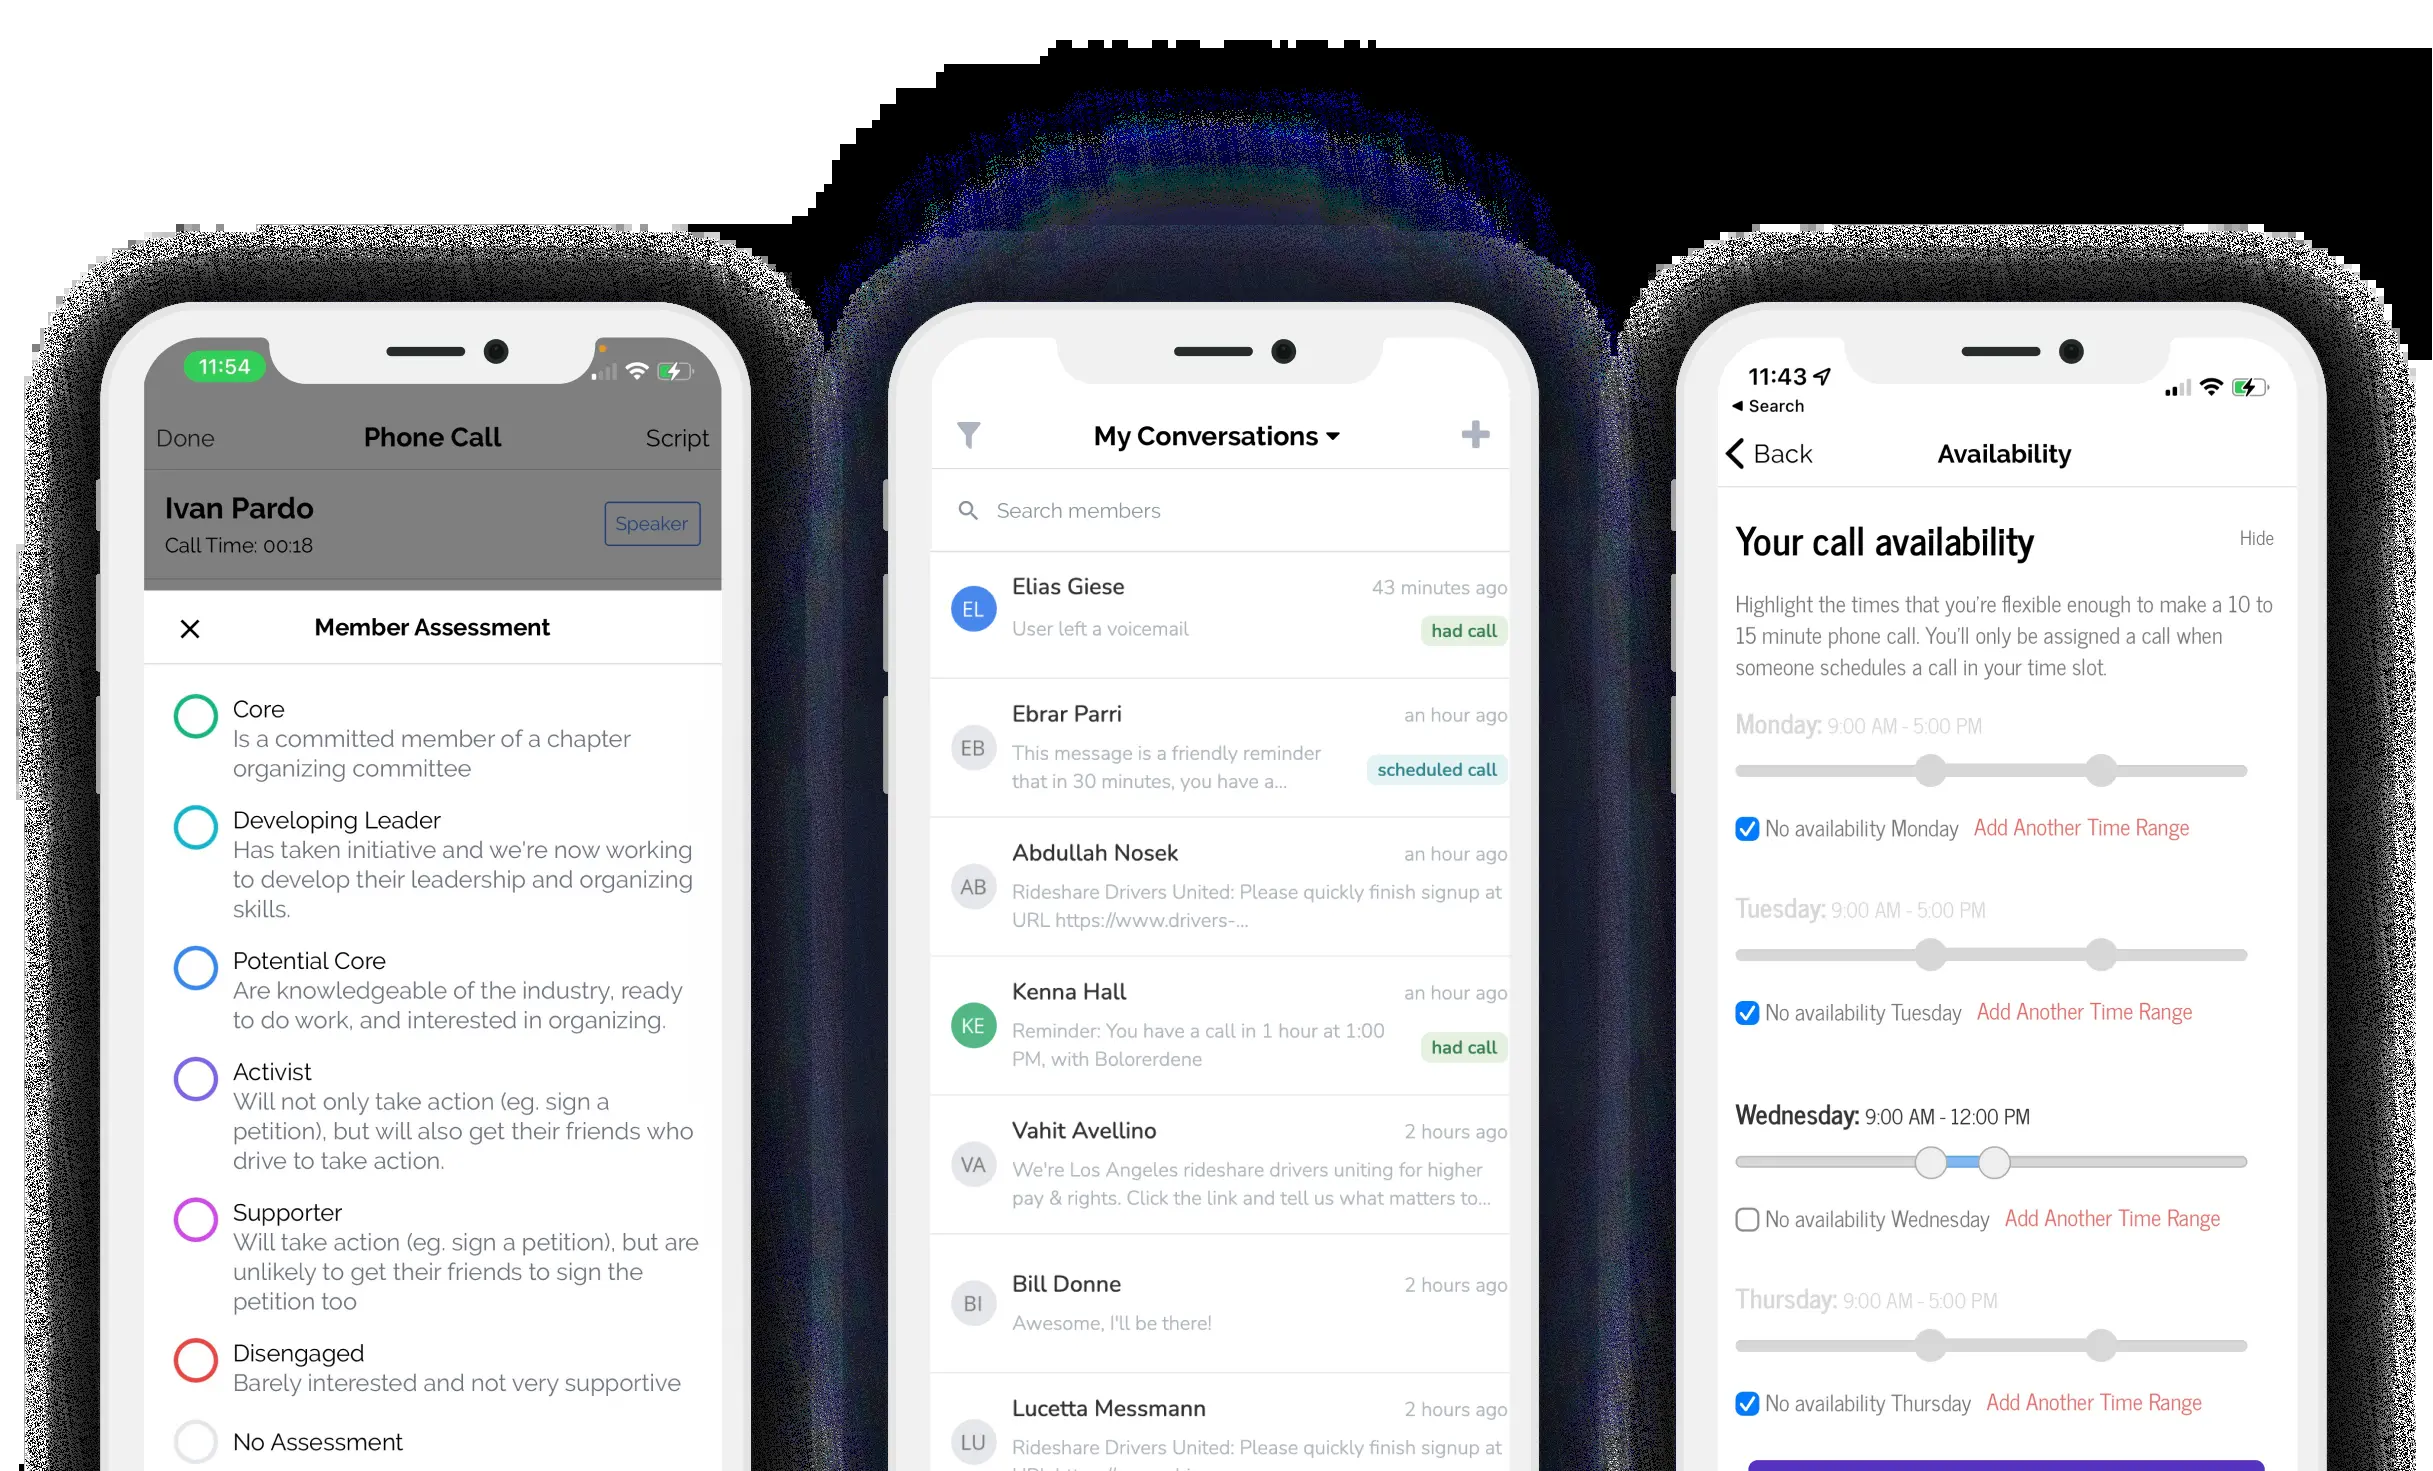 11:54
Done
Phone Call
Script
Ivan Pardo
Call Time: 00:18
Speaker
Member Assessment
Core
Is a committed member of a chapter
organizing committee
Developing Leader
Has taken initiative and we're now working
to develop their leadership and organizing
skills.
Potential Core
Are knowledgeable of the industry, ready
to do work, and interested in organizing.
Activist
Will not only take action (eg. sign a
petition), but will also get their friends who
drive to take action.
Supporter
Will take action (eg. sign a petition), but are
unlikely to get their friends to sign the
petition too
Disengaged
Barely interested and not very supportive
No Assessment
My Conversations
Search members
EL
Elias Giese
43 minutes ago
User left a voicemail
had call
EB
Ebrar Parri
an hour ago
This message is a friendly reminder
that in 30 minutes, you have a...
scheduled call
AB
Abdullah Nosek
an hour ago
Rideshare Drivers United: Please quickly finish signup at
URL https://www.drivers-...
KE
Kenna Hall
an hour ago
Reminder: You have a call in 1 hour at 1:00
PM, with Bolorerdene
had call
VA
Vahit Avellino
2 hours ago
We're Los Angeles rideshare drivers uniting for higher
pay & rights. Click the link and tell us what matters to...
BI
Bill Donne
2 hours ago
Awesome, I'll be there!
LU
Lucetta Messmann
2 hours ago
Rideshare Drivers United: Please quickly finish signup at
11:43
Search
Back
Availability
Your call availability
Hide
Highlight the times that you're flexible enough to make a 10 to
15 minute phone call. You'll only be assigned a call when
someone schedules a call in your time slot.
Monday: 9:00 AM - 5:00 PM
No availability Monday
Add Another Time Range
Tuesday: 9:00 AM - 5:00 PM
No availability Tuesday
Add Another Time Range
Wednesday: 9:00 AM - 12:00 PM
No availability Wednesday
Add Another Time Range
Thursday: 9:00 AM - 5:00 PM
No availability Thursday
Add Another Time Range